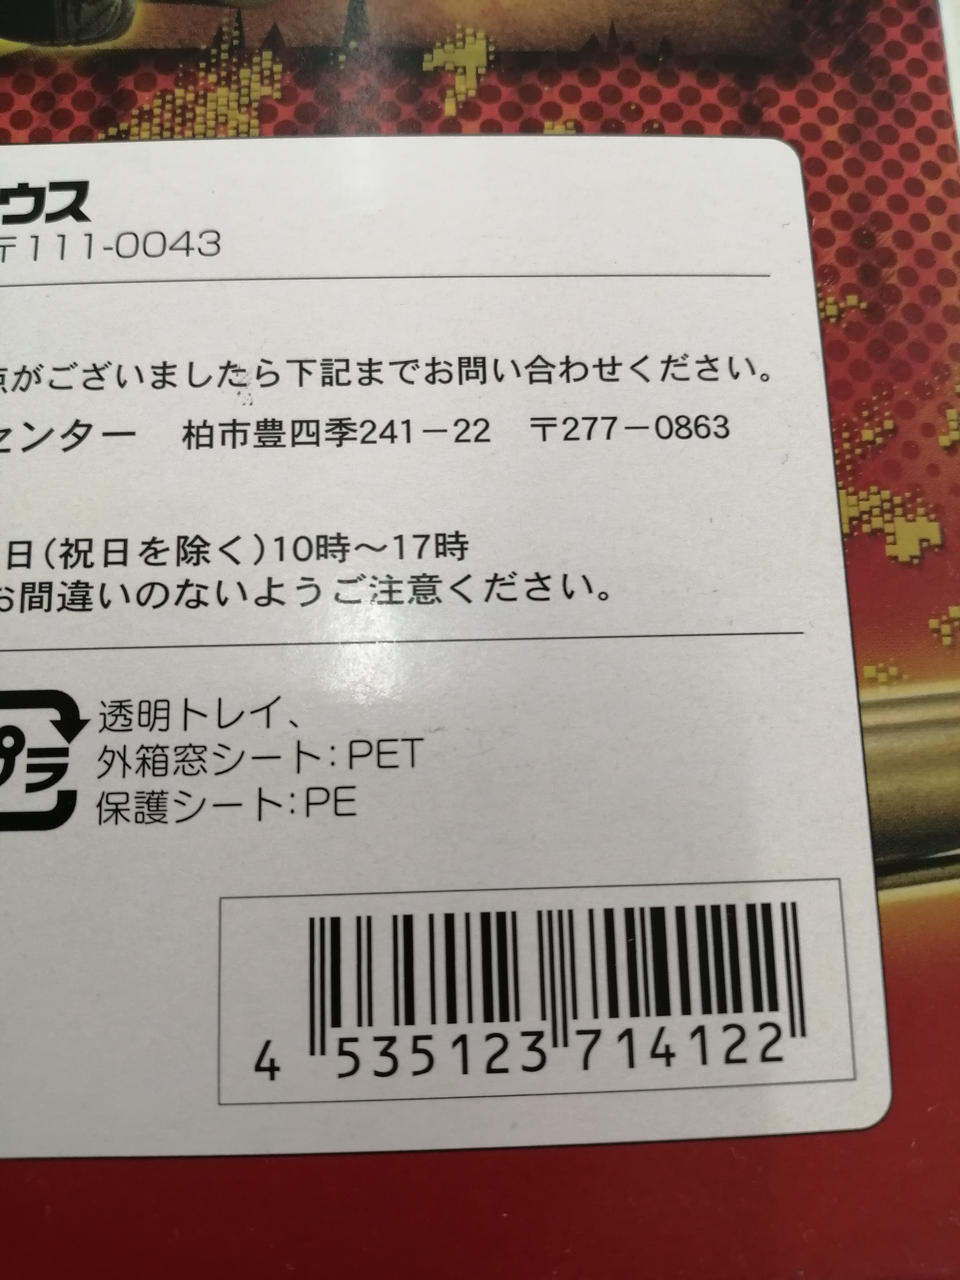 ウス
〒111-0043
点がございましたら下記までお問い合わせください。
センター 柏市豊四季241－22 〒277－0863
日(祝日を除く)10時～17時
お間違いのないようご注意ください。
プラ
透明トレイ、
外箱窓シート:PET
保護シート:PE
4 535123 714122